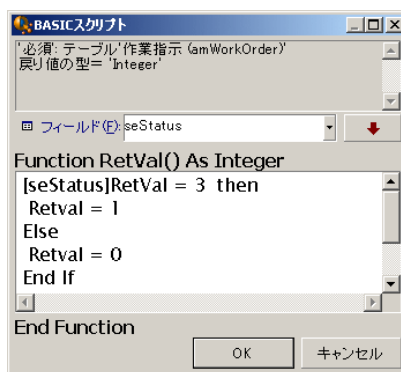 BASICスクリプト
'必須': テーブル'作業指示 (amWorkOrder)'
戻り値の型= 'Integer'
フィールド(F): seStatus
Function RetVal() As Integer
[seStatus]RetVal = 3 then
Retval = 1
Else
Retval = 0
End If
End Function
OK キャンセル